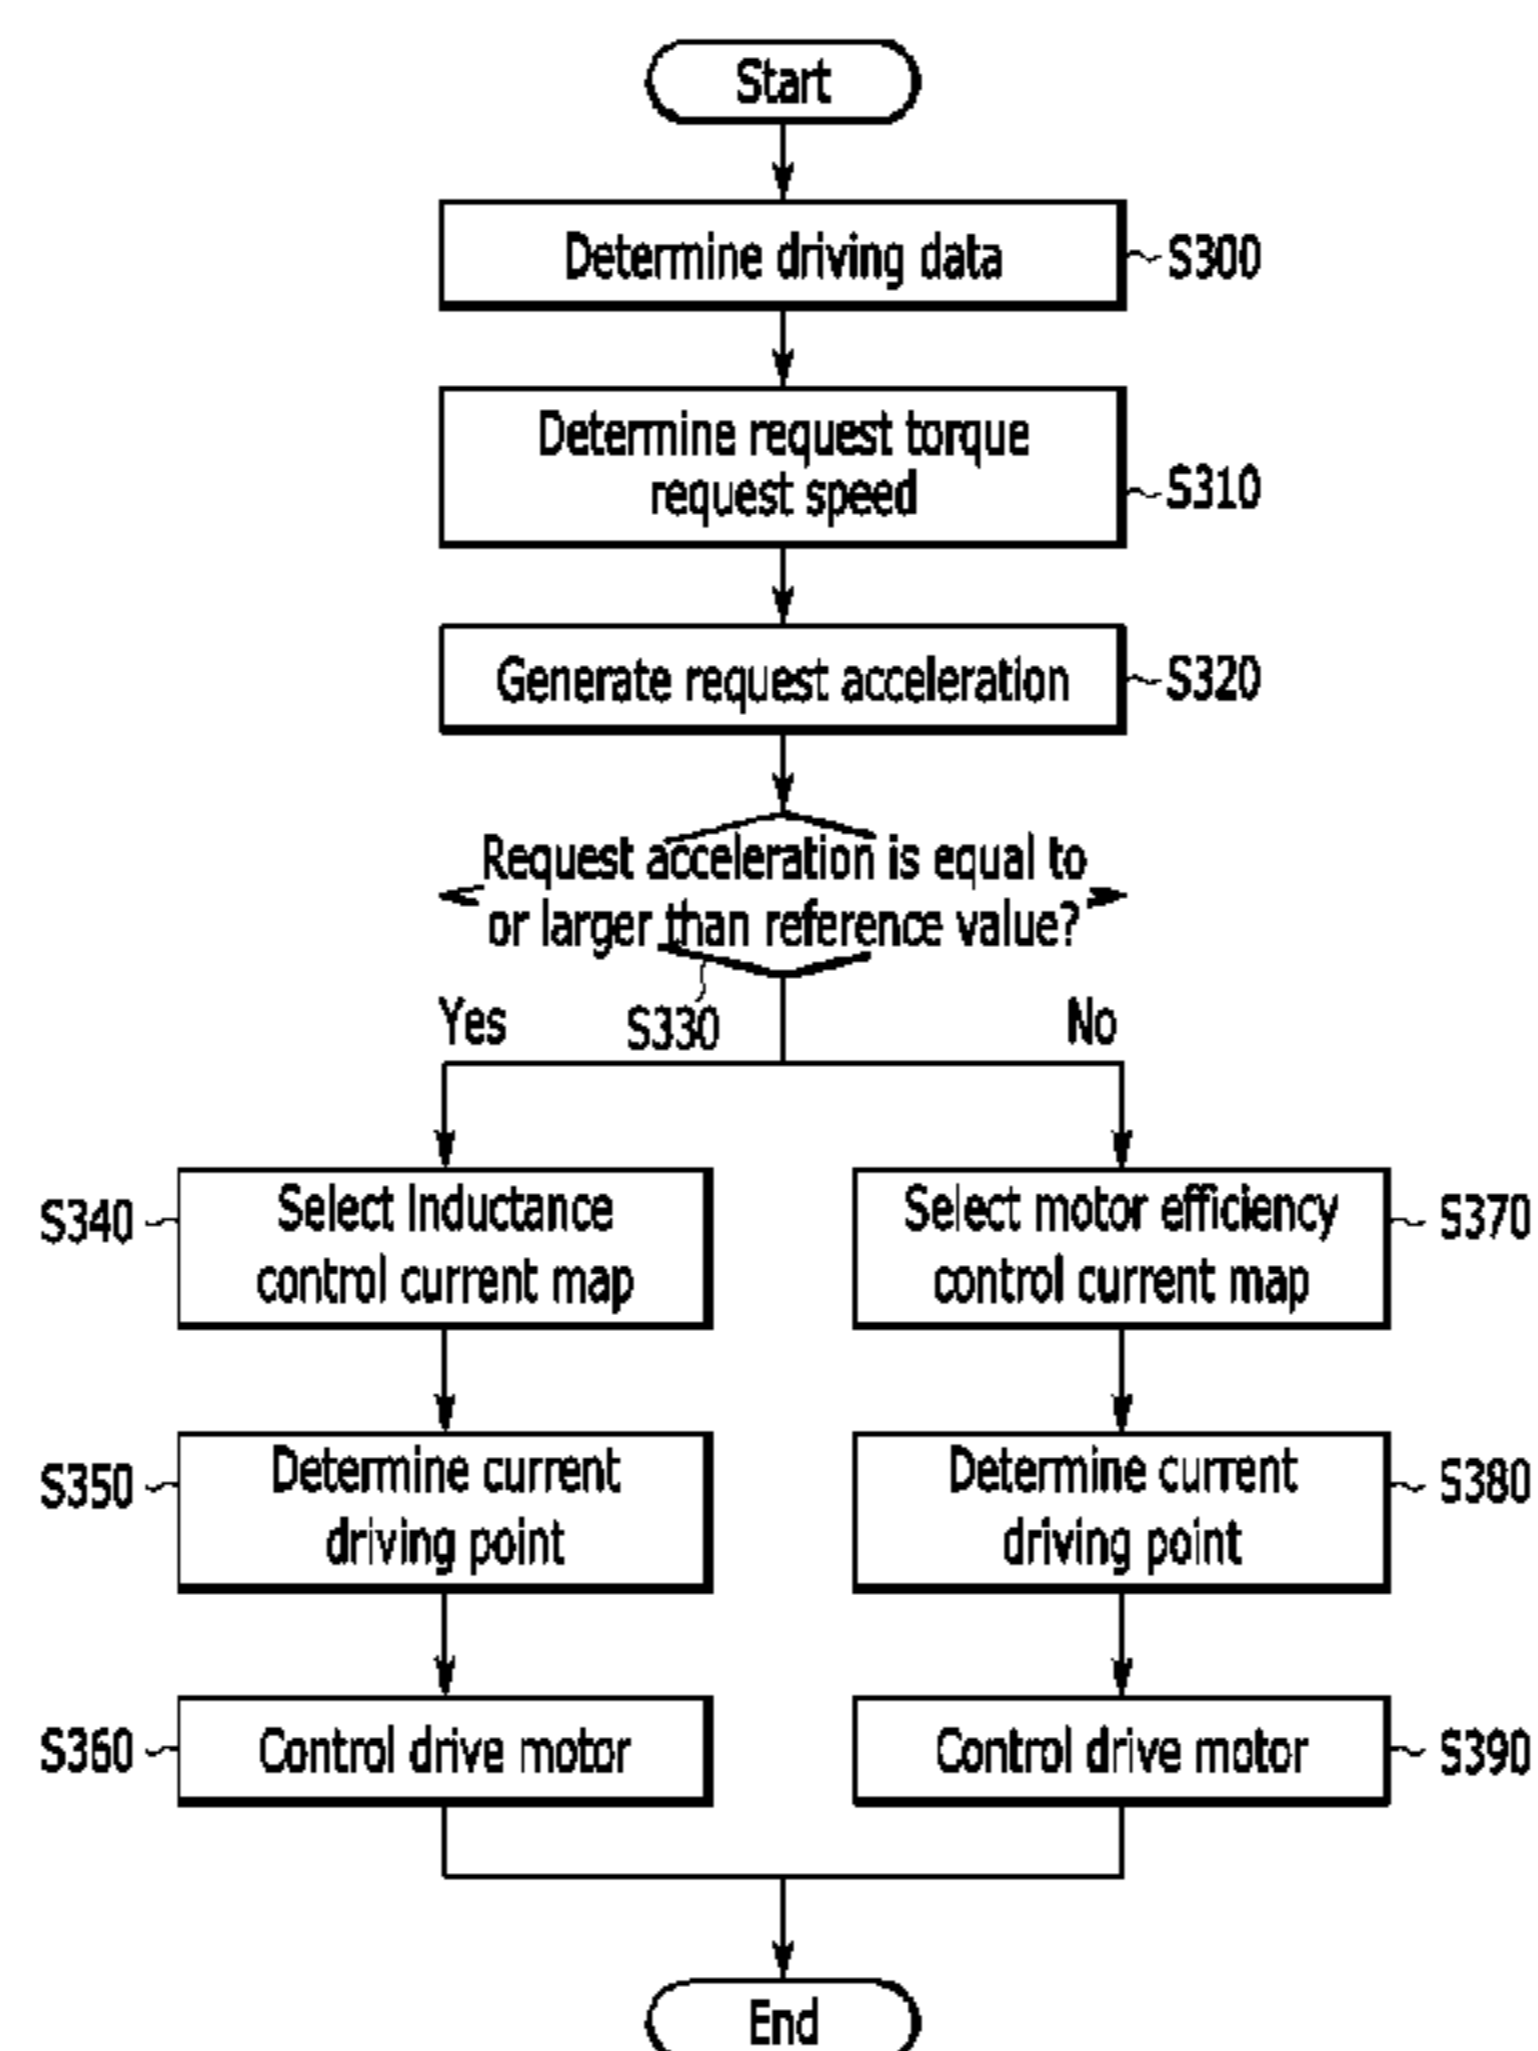 Start
Determine driving data
S300
Determine request torque
request speed
S310
Generate request acceleration
S320
Request acceleration is equal to
or larger than reference value?
S330
Yes
No
S340
Select inductance
control current map
Select motor efficiency
control current map
S370
S350
Determine current
driving point
Determine current
driving point
S380
S360
Control drive motor
Control drive motor
S390
End